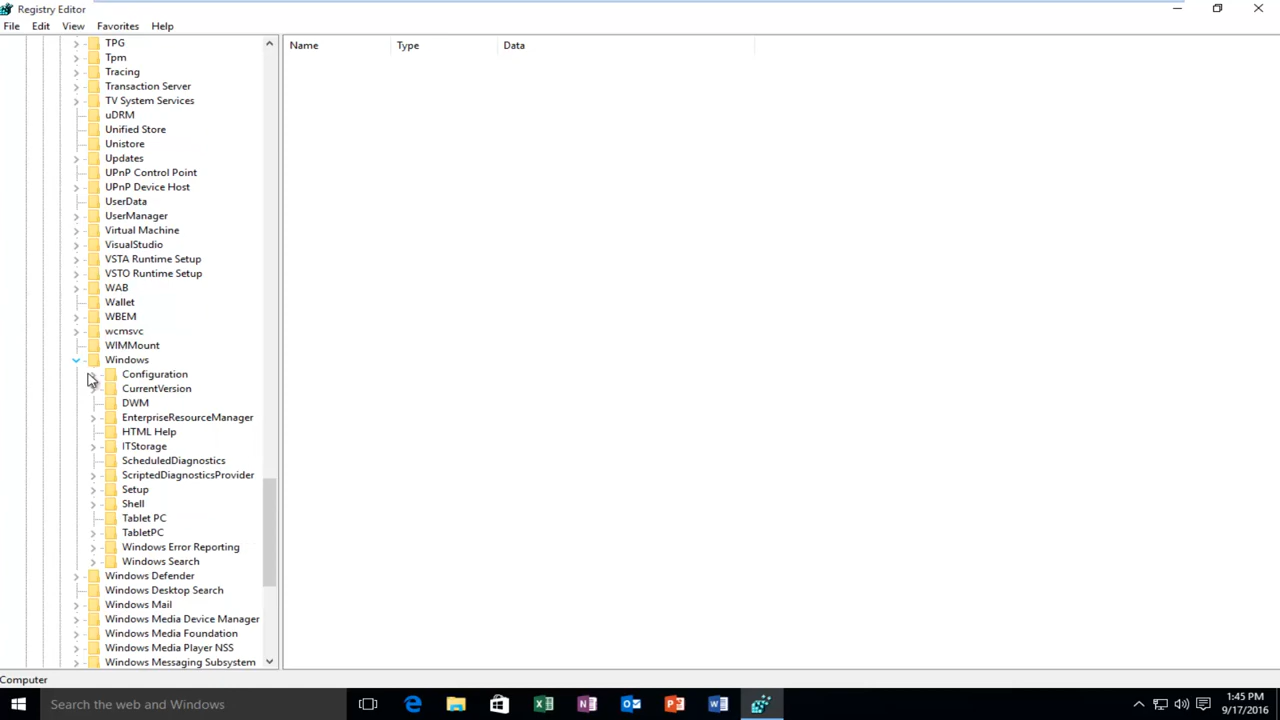 Registry Editor
File Edit View Favorites Help
Name Type Data
TPG
Tpm
Tracing
Transaction Server
TV System Services
uDRM
Unified Store
Unistore
Updates
UPnP Control Point
UPnP Device Host
UserData
UserManager
Virtual Machine
VisualStudio
VSTA Runtime Setup
VSTO Runtime Setup
WAB
Wallet
WBEM
wcmsvc
WIMMount
Windows
Configuration
CurrentVersion
DWM
EnterpriseResourceManager
HTML Help
ITStorage
ScheduledDiagnostics
ScriptedDiagnosticsProvider
Setup
Shell
Tablet PC
TabletPC
Windows Error Reporting
Windows Search
Windows Defender
Windows Desktop Search
Windows Mail
Windows Media Device Manager
Windows Media Foundation
Windows Media Player NSS
Windows Messaging Subsystem
Computer
Search the web and Windows
1:45 PM
9/17/2016